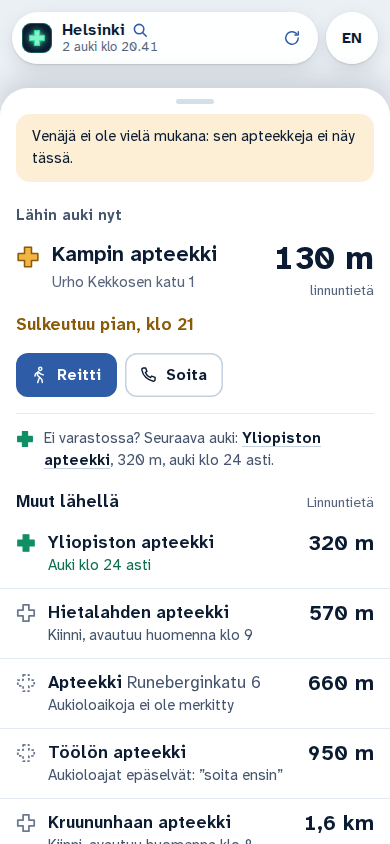 Helsinki
2 auki klo 20.41
EN
Venäjä ei ole vielä mukana: sen apteekkeja ei näy
tässä.
Lähin auki nyt
Kampin apteekki
130 m
Urho Kekkosen katu 1
linnuntietä
Sulkeutuu pian, klo 21
Reitti
Soita
Ei varastossa? Seuraava auki: Yliopiston
apteekki, 320 m, auki klo 24 asti.
Muut lähellä
Linnuntietä
Yliopiston apteekki
320 m
Auki klo 24 asti
Hietalahden apteekki
570 m
Kiinni, avautuu huomenna klo 9
Apteekki Runeberginkatu 6
660 m
Aukioloaikoja ei ole merkitty
Töölön apteekki
950 m
Aukioloajat epäselvät: ”soita ensin”
Kruununhaan apteekki
1,6 km
Kiinni, avautuu huomenna klo